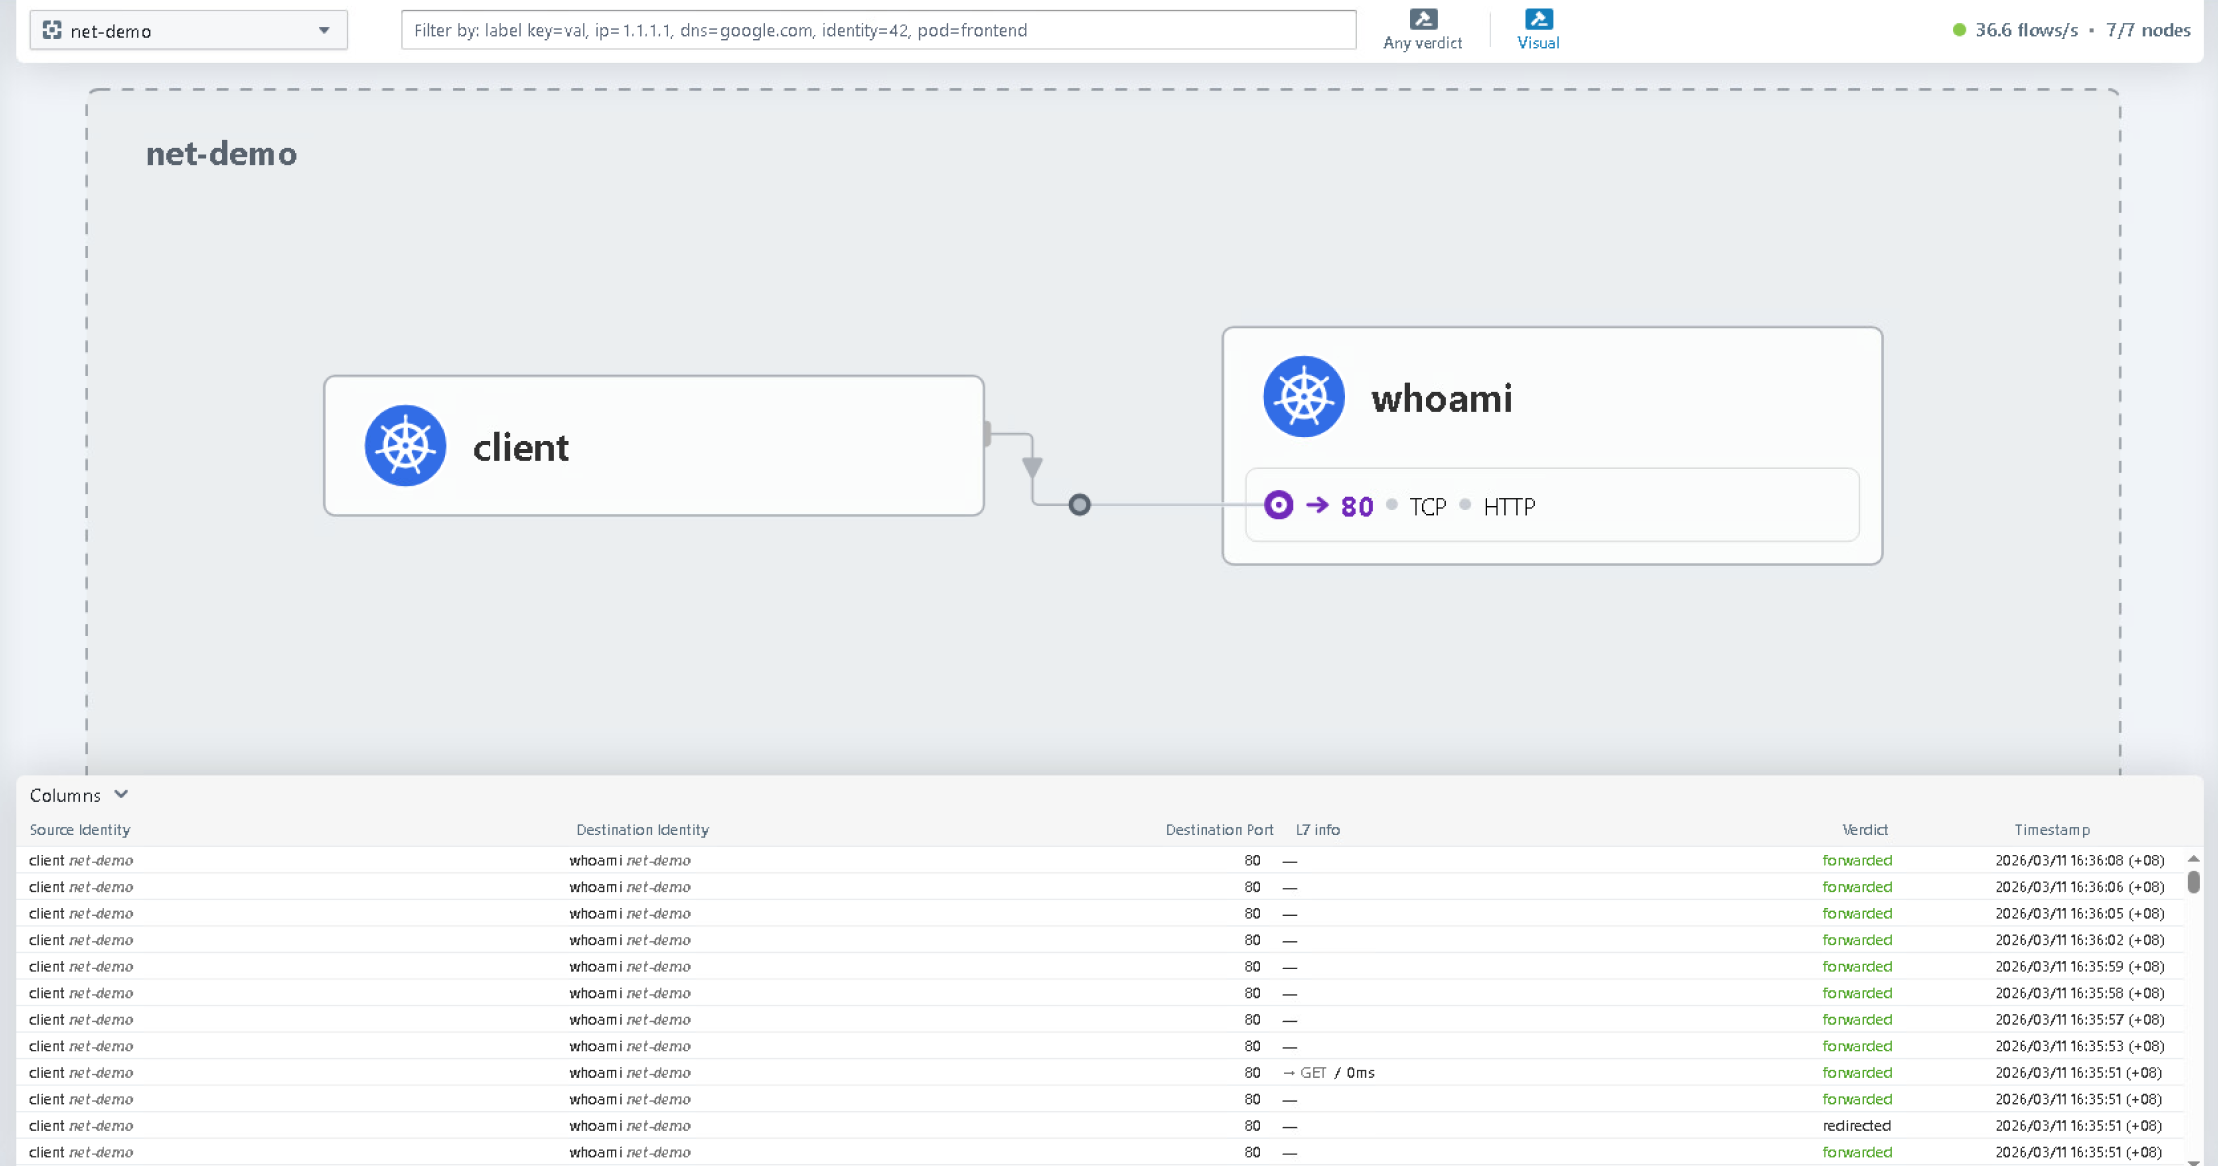 net-demo
Filter by: label key=val, ip=1.1.1.1, dns=google.com, identity=42, pod=frontend
Any verdict
Visual
36.6 flows/s • 7/7 nodes
net-demo
client
whoami
→ 80 • TCP • HTTP
Columns
Source Identity Destination Identity Destination Port L7 info Verdict Timestamp
client net-demo whoami net-demo 80 — forwarded 2026/03/11 16:36:08 (+08)
client net-demo whoami net-demo 80 — forwarded 2026/03/11 16:36:06 (+08)
client net-demo whoami net-demo 80 — forwarded 2026/03/11 16:36:05 (+08)
client net-demo whoami net-demo 80 — forwarded 2026/03/11 16:36:02 (+08)
client net-demo whoami net-demo 80 — forwarded 2026/03/11 16:35:59 (+08)
client net-demo whoami net-demo 80 — forwarded 2026/03/11 16:35:58 (+08)
client net-demo whoami net-demo 80 — forwarded 2026/03/11 16:35:57 (+08)
client net-demo whoami net-demo 80 — forwarded 2026/03/11 16:35:53 (+08)
client net-demo whoami net-demo 80 → GET / 0ms forwarded 2026/03/11 16:35:51 (+08)
client net-demo whoami net-demo 80 — forwarded 2026/03/11 16:35:51 (+08)
client net-demo whoami net-demo 80 — redirected 2026/03/11 16:35:51 (+08)
client net-demo whoami net-demo 80 — forwarded 2026/03/11 16:35:51 (+08)